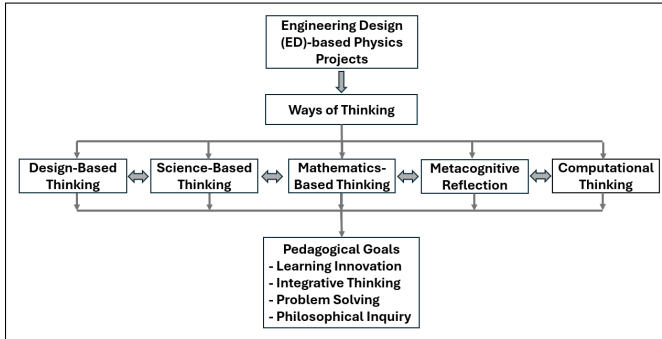 Engineering Design
(ED)-based Physics
Projects
Ways of Thinking
Design-Based
Thinking
Science-Based
Thinking
Mathematics-
Based Thinking
Metacognitive
Reflection
Computational
Thinking
Pedagogical Goals
- Learning Innovation
- Integrative Thinking
- Problem Solving
- Philosophical Inquiry